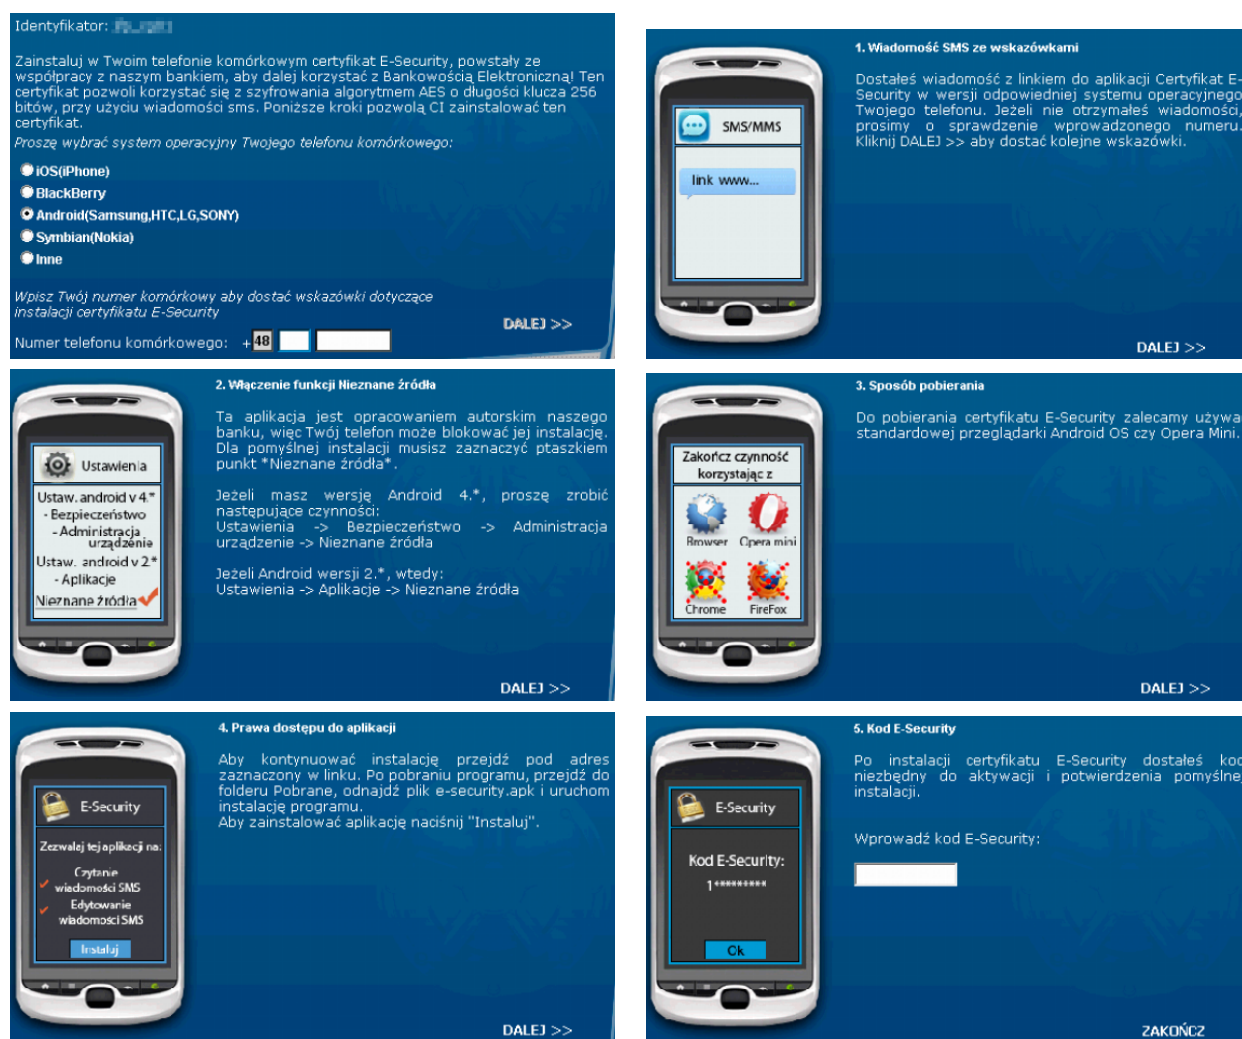 Identyfikator:
Zainstaluj w Twoim telefonie komórkowym certyfikat E-Security, powstały ze
współpracy z naszym bankiem, aby dalej korzystać z Bankowością Elektroniczną! Ten
certyfikat pozwoli korzystać się z szyfrowania algorytmem AES o długości klucza 256
bitów, przy użyciu wiadomości sms. Poniższe kroki pozwolą CI zainstalować ten
certyfikat.
Proszę wybrać system operacyjny Twojego telefonu komórkowego:
iOS(iPhone)
BlackBerry
Android(Samsung,HTC,LG,SONY)
Symbian(Nokia)
Inne
Wpisz Twój numer komórkowy aby dostać wskazówki dotyczące
instalacji certyfikatu E-Security
DALEJ >>
Numer telefonu komórkowego: +48
1. Wiadomość SMS ze wskazówkami
Dostałeś wiadomość z linkiem do aplikacji Certyfikat E-
Security w wersji odpowiedniej systemu operacyjnego
Twojego telefonu. Jeżeli nie otrzymałeś wiadomości,
prosimy o sprawdzenie wprowadzonego numeru.
Kliknij DALEJ >> aby dostać kolejne wskazówki.
SMS/MMS
link www...
DALEJ >>
2. Włączenie funkcji Nieznane źródła
Ta aplikacja jest opracowaniem autorskim naszego
banku, więc Twój telefon może blokować jej instalację.
Dla pomyślnej instalacji musisz zaznaczyć ptaszkiem
punkt *Nieznane źródła*.
Jeżeli masz wersję Android 4.*, proszę zrobić
następujące czynności:
Ustawienia -> Bezpieczeństwo -> Administracja
urządzenie -> Nieznane źródła
Jeżeli Android wersji 2.*, wtedy:
Ustawienia -> Aplikacje -> Nieznane źródła
Ustawienia
Ustaw. android v 4.*
- Bezpieczeństwo
- Administracja
urządzenie
Ustaw. android v 2.*
- Aplikacje
Nieznane źródła
DALEJ >>
3. Sposób pobierania
Do pobierania certyfikatu E-Security zalecamy używa
standardowej przeglądarki Android OS czy Opera Mini.
Zakończ czynność
korzystając z
Browser Opera mini
Chrome FireFox
DALEJ >>
4. Prawa dostępu do aplikacji
Aby kontynuować instalację przejdź pod adres
zaznaczony w linku. Po pobraniu programu, przejdź do
folderu Pobrane, odnajdź plik e-security.apk i uruchom
instalację programu.
Aby zainstalować aplikację naciśnij "Instaluj".
E-Security
Zezwalaj tej aplikacji na:
Czytanie
wiadomości SMS
Edytowanie
wiadomosci SMS
Instaluj
DALEJ >>
5. Kod E-Security
Po instalacji certyfikatu E-Security dostałeś kod
niezbędny do aktywacji i potwierdzenia pomyślnej
instalacji.
Wprowadź kod E-Security:
E-Security
Kod E-Security:
1*********
Ok
ZAKOŃCZ